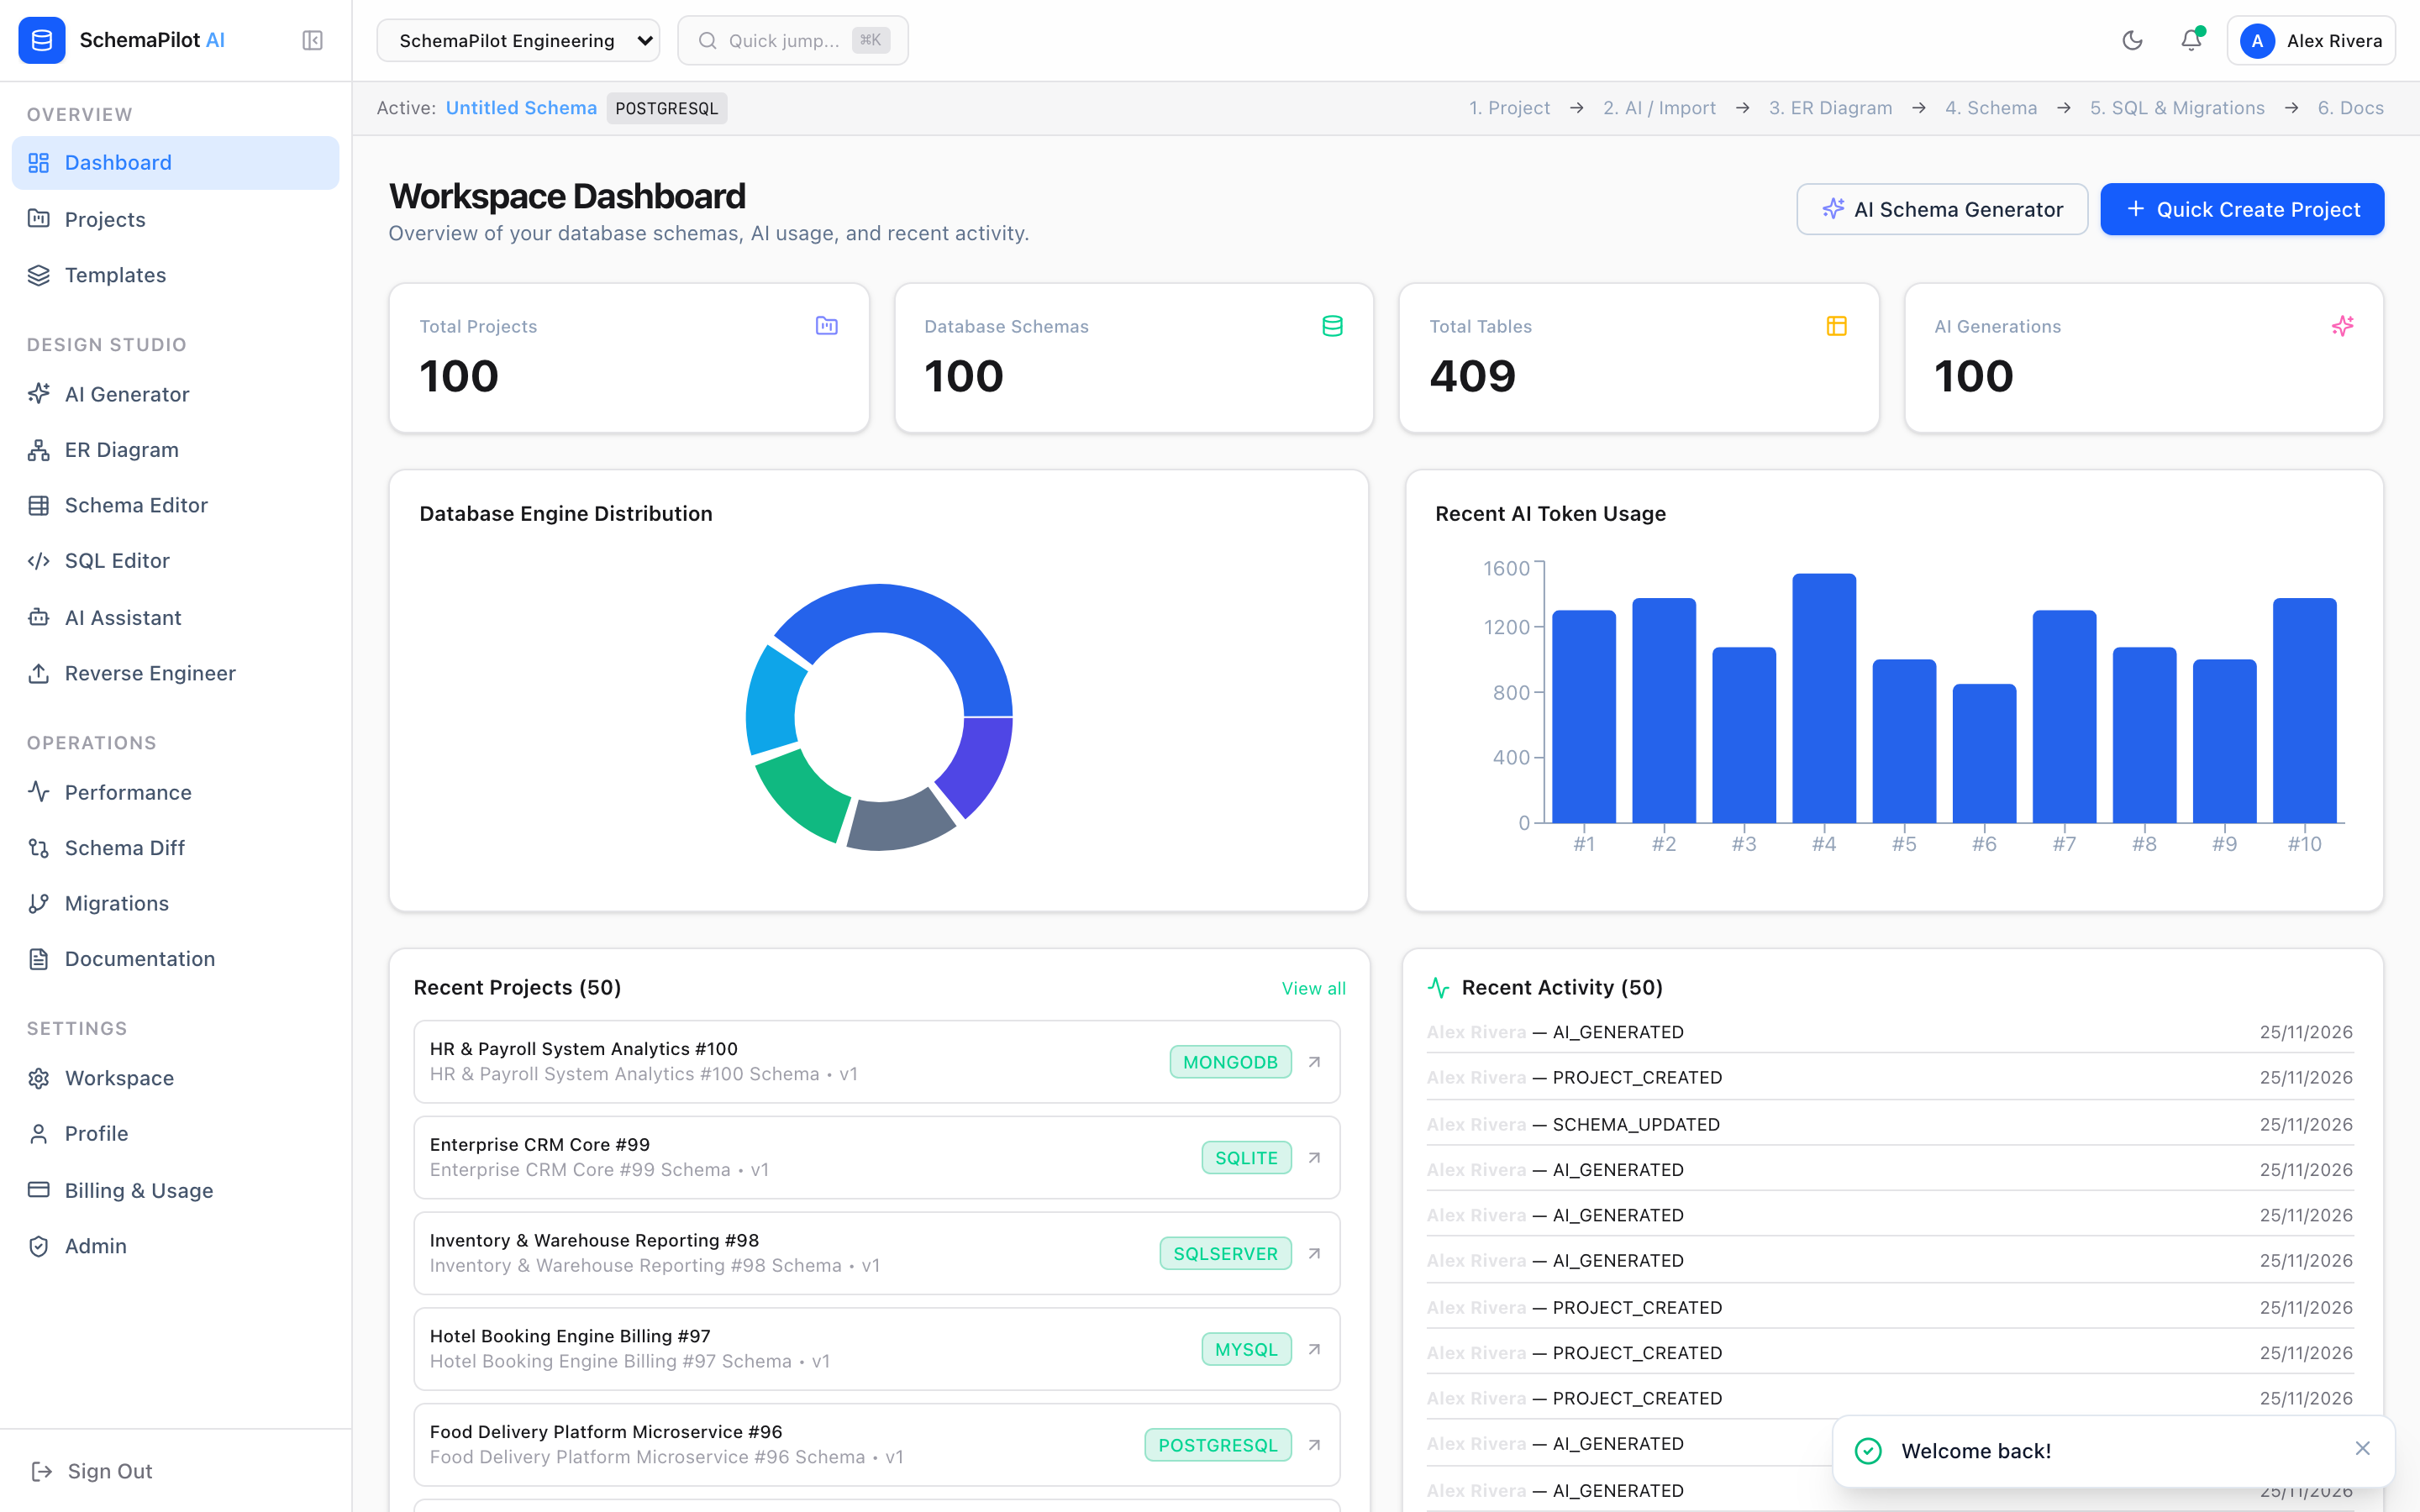 SchemaPilot AI
SchemaPilot Engineering
Quick jump...
⌘K
A
Alex Rivera
Active: Untitled Schema POSTGRESQL
1. Project → 2. AI / Import → 3. ER Diagram → 4. Schema → 5. SQL & Migrations → 6. Docs
OVERVIEW
Dashboard
Projects
Templates
DESIGN STUDIO
AI Generator
ER Diagram
Schema Editor
SQL Editor
AI Assistant
Reverse Engineer
OPERATIONS
Performance
Schema Diff
Migrations
Documentation
SETTINGS
Workspace
Profile
Billing & Usage
Admin
Sign Out
Workspace Dashboard
Overview of your database schemas, AI usage, and recent activity.
AI Schema Generator
Quick Create Project
Total Projects
100
Database Schemas
100
Total Tables
409
AI Generations
100
Database Engine Distribution
Recent AI Token Usage
1600
1200
800
400
0
#1 #2 #3 #4 #5 #6 #7 #8 #9 #10
Recent Projects (50)
View all
HR & Payroll System Analytics #100
HR & Payroll System Analytics #100 Schema • v1
MONGODB
Enterprise CRM Core #99
Enterprise CRM Core #99 Schema • v1
SQLITE
Inventory & Warehouse Reporting #98
Inventory & Warehouse Reporting #98 Schema • v1
SQLSERVER
Hotel Booking Engine Billing #97
Hotel Booking Engine Billing #97 Schema • v1
MYSQL
Food Delivery Platform Microservice #96
Food Delivery Platform Microservice #96 Schema • v1
POSTGRESQL
Recent Activity (50)
Alex Rivera — AI_GENERATED 25/11/2026
Alex Rivera — PROJECT_CREATED 25/11/2026
Alex Rivera — SCHEMA_UPDATED 25/11/2026
Alex Rivera — AI_GENERATED 25/11/2026
Alex Rivera — AI_GENERATED 25/11/2026
Alex Rivera — AI_GENERATED 25/11/2026
Alex Rivera — PROJECT_CREATED 25/11/2026
Alex Rivera — PROJECT_CREATED 25/11/2026
Alex Rivera — PROJECT_CREATED 25/11/2026
Alex Rivera — AI_GENERATED
Alex Rivera — AI_GENERATED 25/11/2026
Welcome back!